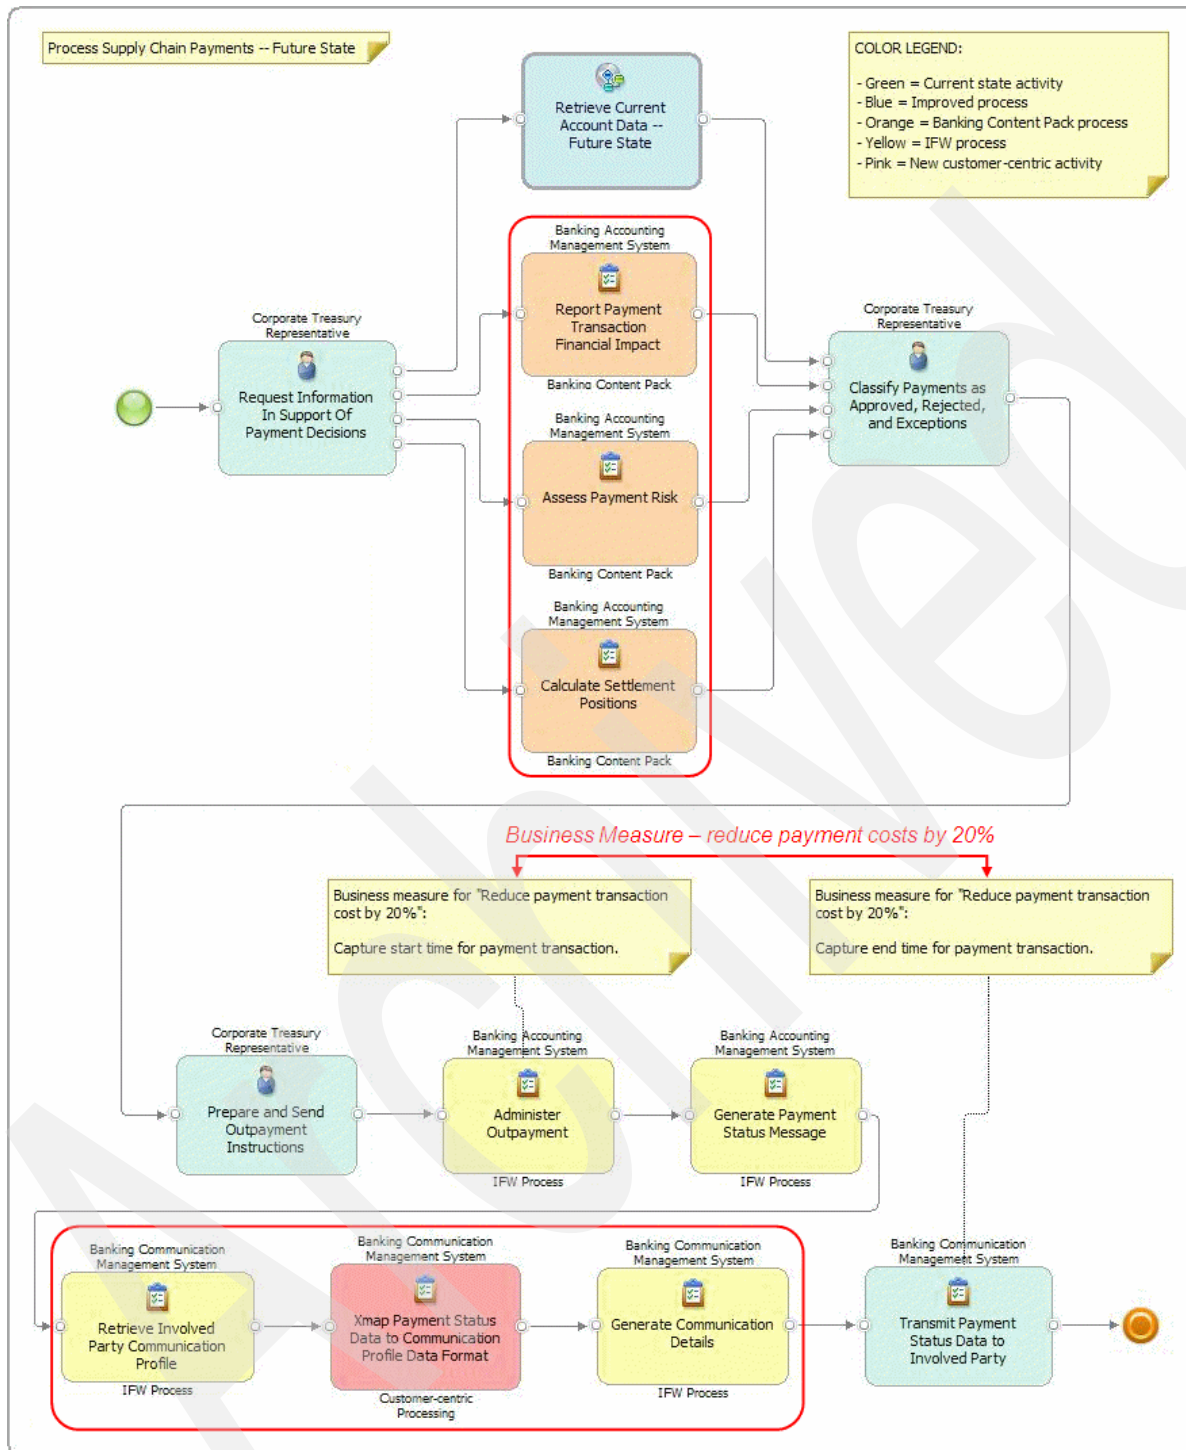 Process Supply Chain Payments -- Future State
COLOR LEGEND:
- Green = Current state activity
- Blue = Improved process
- Orange = Banking Content Pack process
- Yellow = IFW process
- Pink = New customer-centric activity
Retrieve Current
Account Data --
Future State
Banking Accounting
Management System
Report Payment
Transaction
Financial Impact
Banking Content Pack
Corporate Treasury
Representative
Request Information
In Support Of
Payment Decisions
Corporate Treasury
Representative
Classify Payments as
Approved, Rejected,
and Exceptions
Banking Accounting
Management System
Assess Payment Risk
Banking Content Pack
Banking Accounting
Management System
Calculate Settlement
Positions
Banking Content Pack
Business Measure – reduce payment costs by 20%
Business measure for "Reduce payment transaction
cost by 20%":
Capture start time for payment transaction.
Business measure for "Reduce payment transaction
cost by 20%":
Capture end time for payment transaction.
Corporate Treasury
Representative
Prepare and Send
Outpayment
Instructions
Banking Accounting
Management System
Administer
Outpayment
IFW Process
Banking Accounting
Management System
Generate Payment
Status Message
IFW Process
Banking Communication
Management System
Retrieve Involved
Party Communication
Profile
IFW Process
Banking Communication
Management System
Xmap Payment Status
Data to Communication
Profile Data Format
Customer-centric
Processing
Banking Communication
Management System
Generate Communication
Details
IFW Process
Banking Communication
Management System
Transmit Payment
Status Data to
Involved Party
Archived